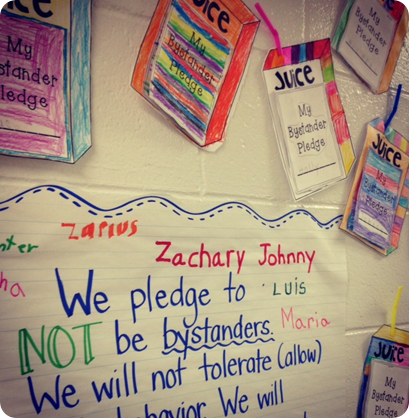 My
Bystander
Pledge
JUICE
My
Bystander
Pledge
JUICE
My
Bystander
Pledge
My
Bystander
Pledge
JUICE
My
Bystander
Pledge
JUICE
My
Bystander
Pledge
Zarius
Zachary Johnny
We pledge to Luis
NOT be bystanders. Maria
We will not tolerate (allow)
behavior. We will